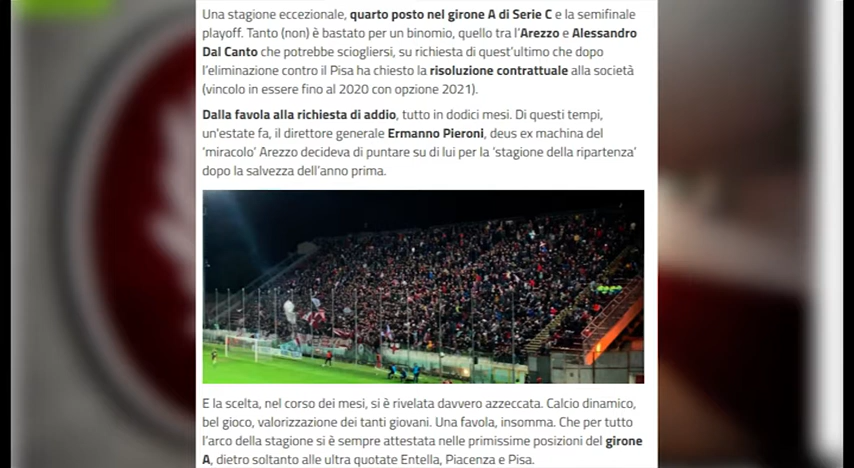 Una stagione eccezionale, quarto posto nel girone A di Serie C e la semifinale
playoff. Tanto (non) è bastato per un binomio, quello tra l'Arezzo e Alessandro
Dal Canto che potrebbe sciogliersi, su richiesta di quest'ultimo che dopo
l'eliminazione contro il Pisa ha chiesto la risoluzione contrattuale alla società
(vincolo in essere fino al 2020 con opzione 2021).
Dalla favola alla richiesta di addio, tutto in dodici mesi. Di questi tempi,
un'estate fa, il direttore generale Ermanno Pieroni, deus ex machina del
'miracolo' Arezzo decideva di puntare su di lui per la 'stagione della ripartenza'
dopo la salvezza dell'anno prima.
E la scelta, nel corso dei mesi, si è rivelata davvero azzeccata. Calcio dinamico,
bel gioco, valorizzazione dei tanti giovani. Una favola, insomma. Che per tutto
l'arco della stagione si è sempre attestata nelle primissime posizioni del girone
A, dietro soltanto alle ultra quotate Entella, Piacenza e Pisa.